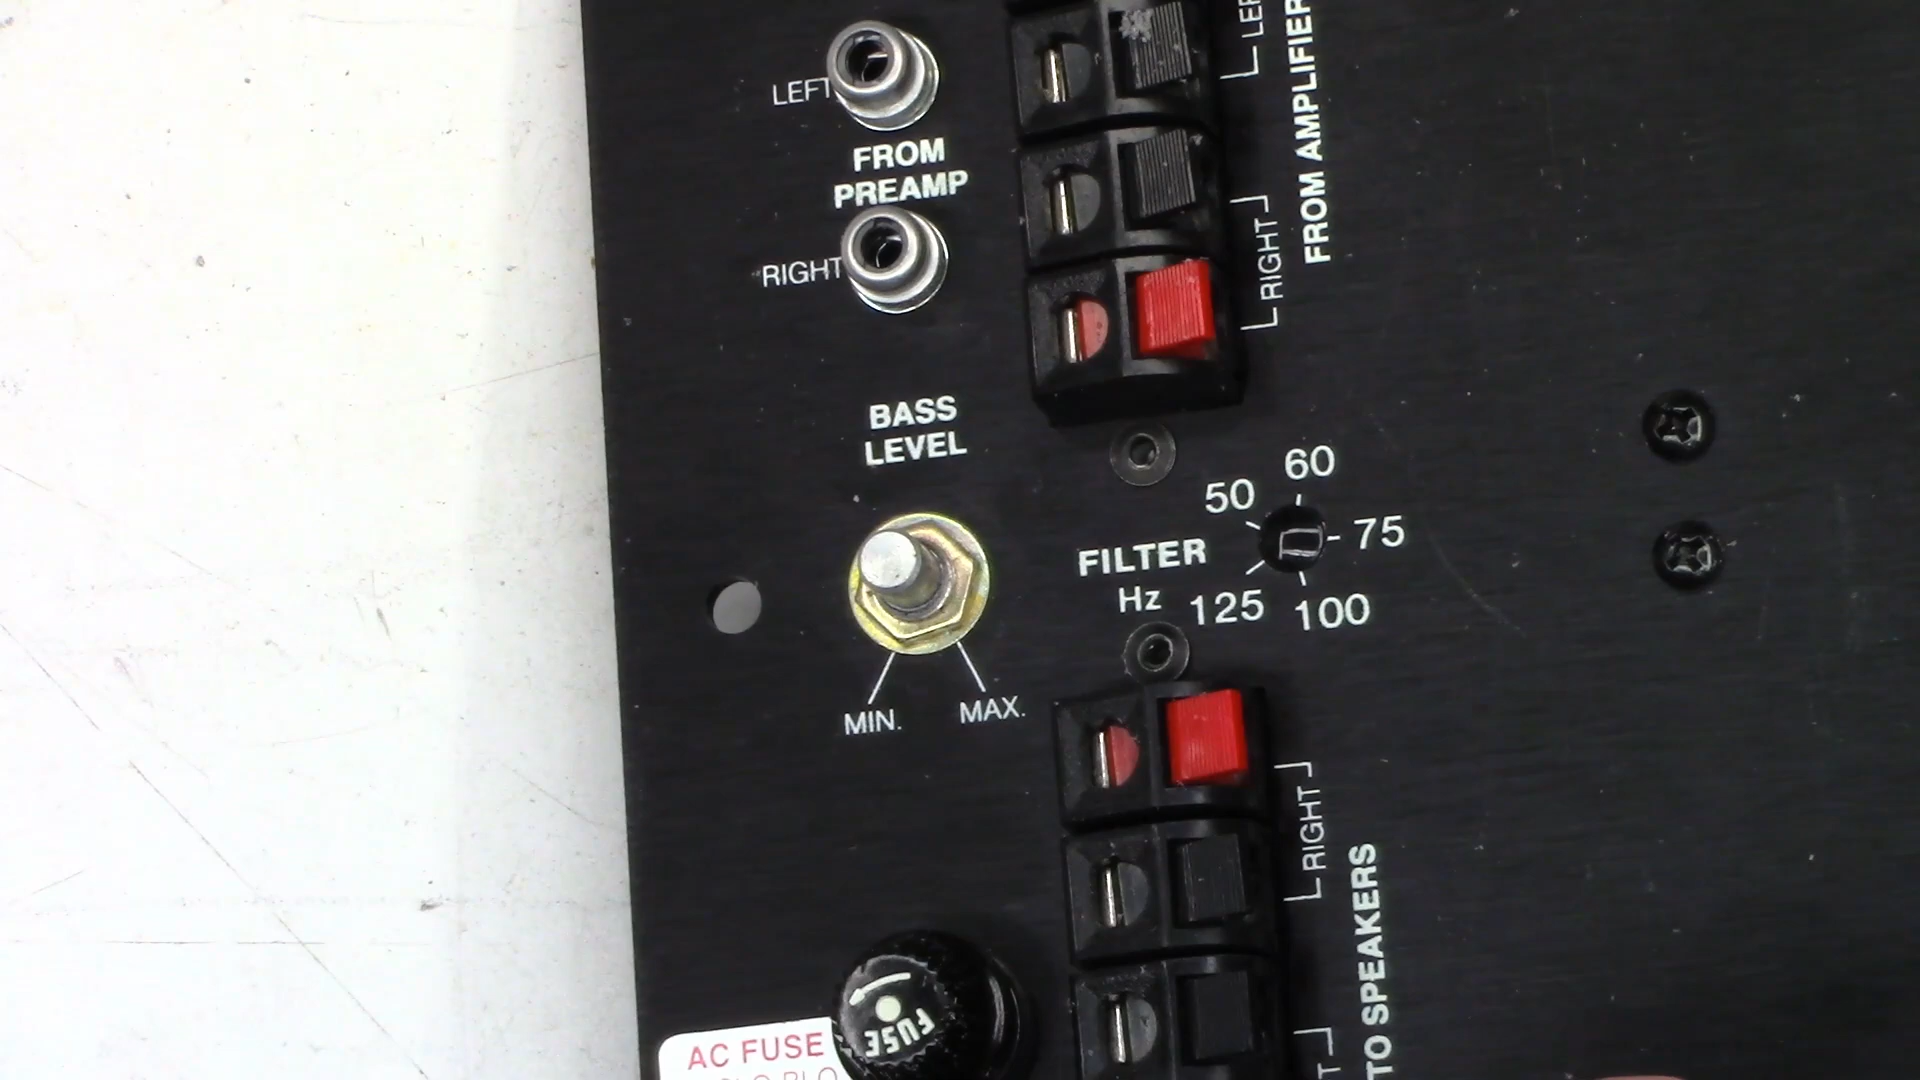 LEFT
FROM
PREAMP
RIGHT
LEF
RIGHT
FROM AMPLIFIER
BASS
LEVEL
MIN. MAX.
60
50
75
FILTER
Hz
125
100
RIGHT
TO SPEAKERS
FUSE
AC FUSE